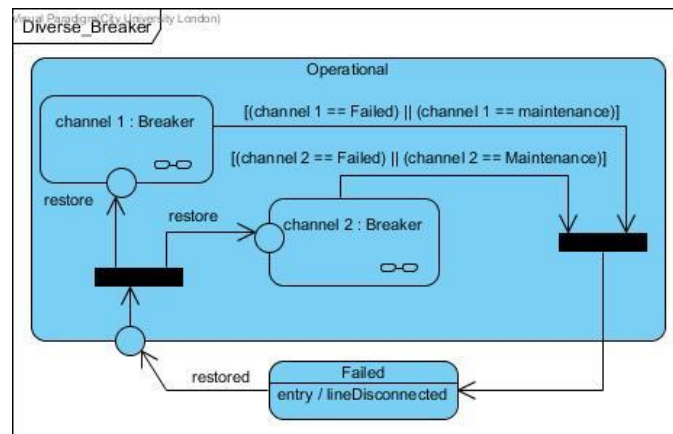 Visual Paradigm(City University London)
Diverse_Breaker
Operational
channel 1 : Breaker
[(channel 1 == Failed) || (channel 1 == maintenance)]
[(channel 2 == Failed) || (channel 2 == Maintenance)]
restore
restore
channel 2 : Breaker
Failed
restored
entry / lineDisconnected